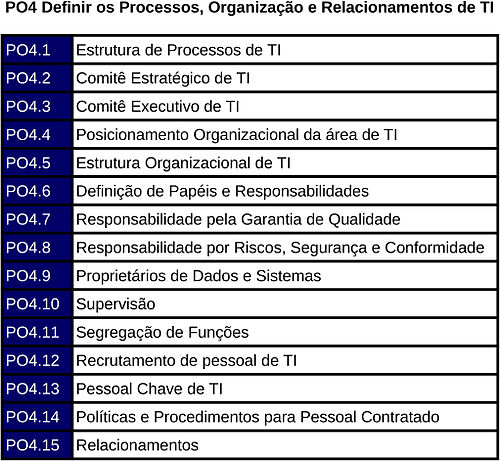 PO4 Definir os Processos, Organização e Relacionamentos de TI
PO4.1 Estrutura de Processos de TI
PO4.2 Comitê Estratégico de TI
PO4.3 Comitê Executivo de TI
PO4.4 Posicionamento Organizacional da área de TI
PO4.5 Estrutura Organizacional de TI
PO4.6 Definição de Papéis e Responsabilidades
PO4.7 Responsabilidade pela Garantia de Qualidade
PO4.8 Responsabilidade por Riscos, Segurança e Conformidade
PO4.9 Proprietários de Dados e Sistemas
PO4.10 Supervisão
PO4.11 Segregação de Funções
PO4.12 Recrutamento de pessoal de TI
PO4.13 Pessoal Chave de TI
PO4.14 Políticas e Procedimentos para Pessoal Contratado
PO4.15 Relacionamentos